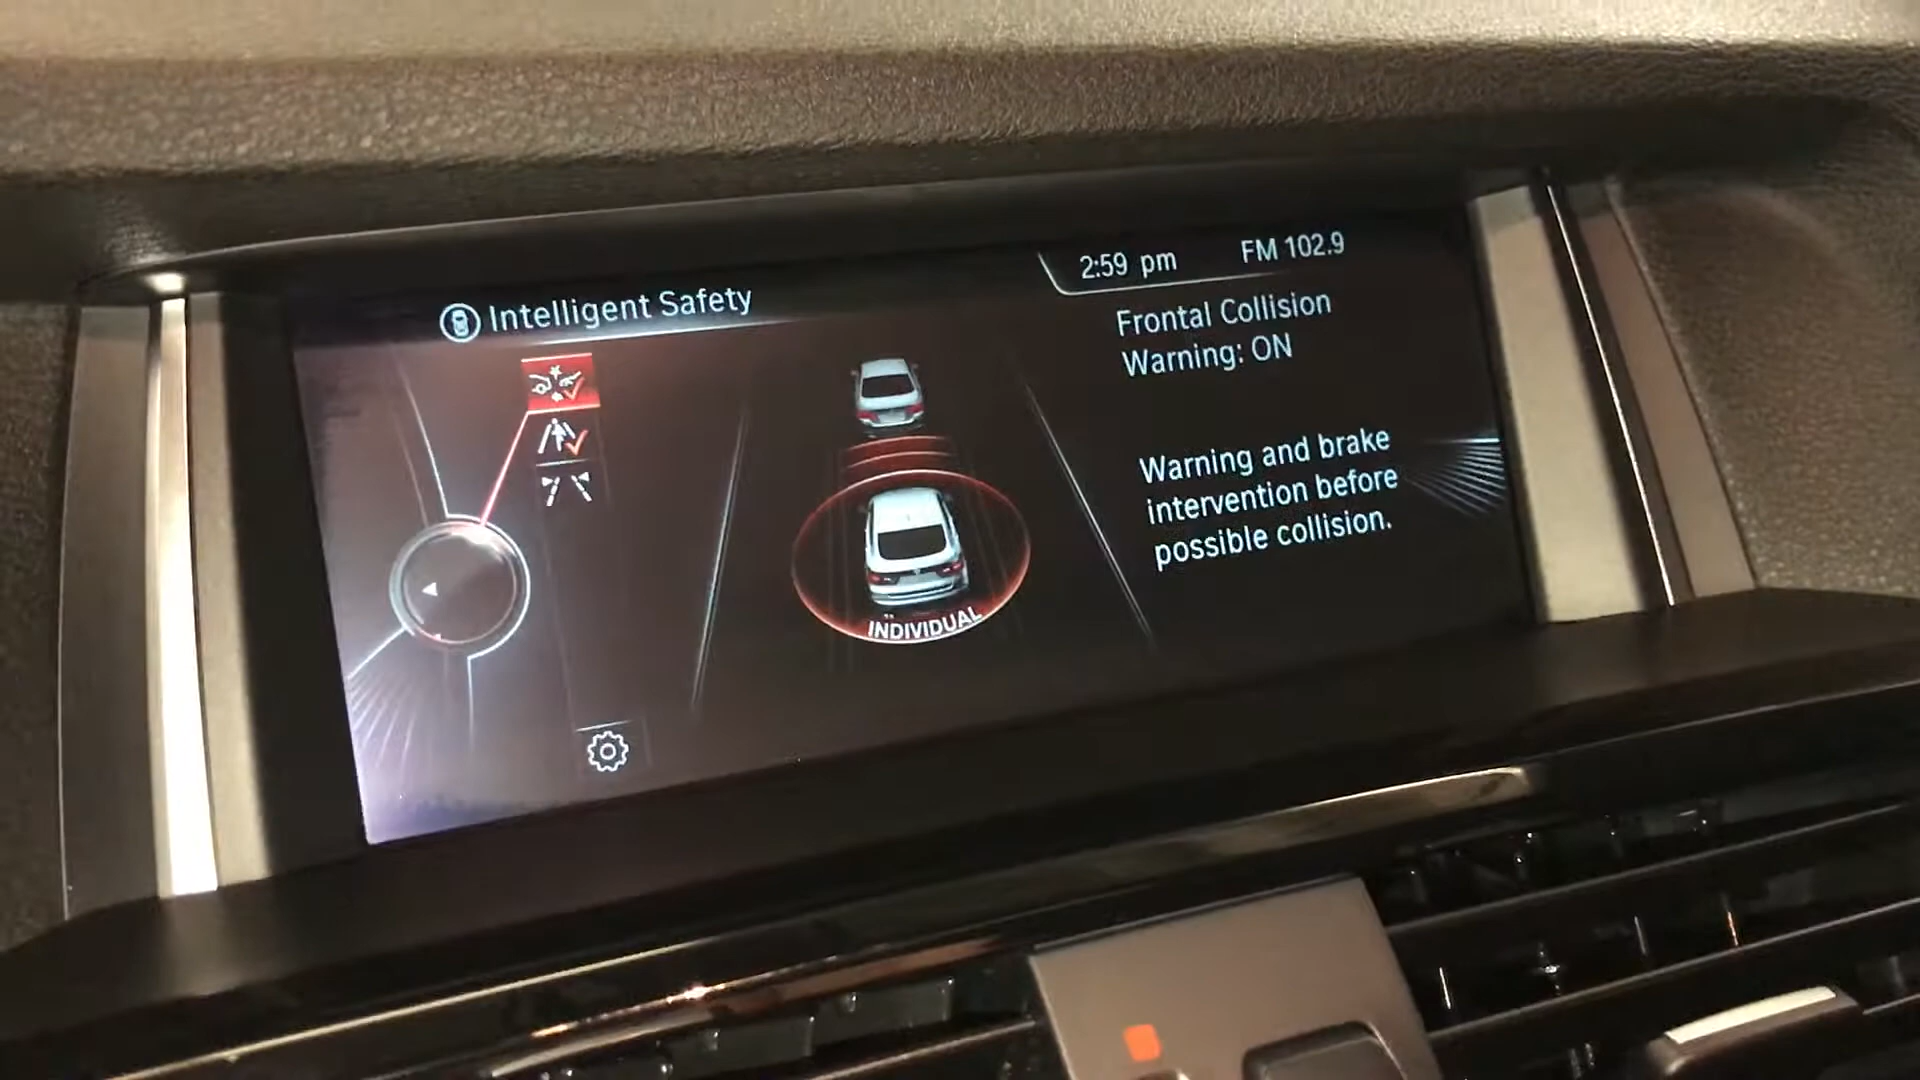 2:59 pm FM 102.9
Intelligent Safety
Frontal Collision
Warning: ON
Warning and brake
intervention before
possible collision.
INDIVIDUAL